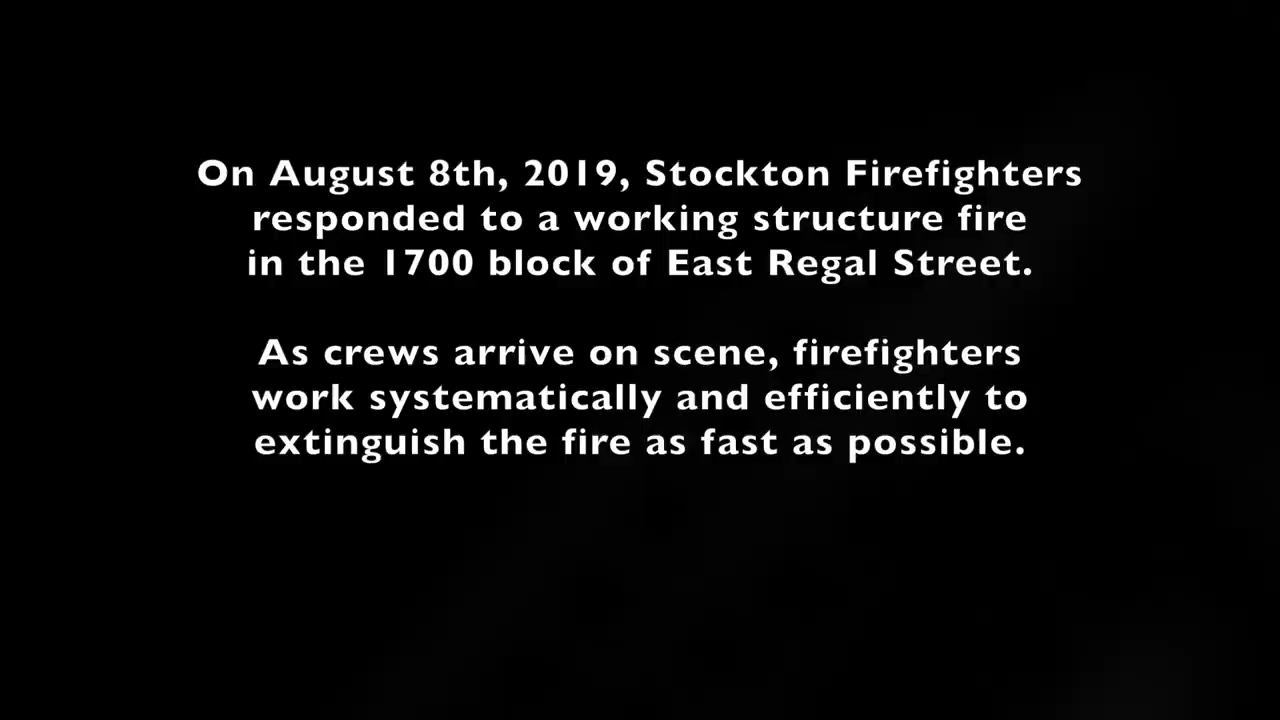 On August 8th, 2019, Stockton Firefighters
responded to a working structure fire
in the 1700 block of East Regal Street.
As crews arrive on scene, firefighters
work systematically and efficiently to
extinguish the fire as fast as possible.